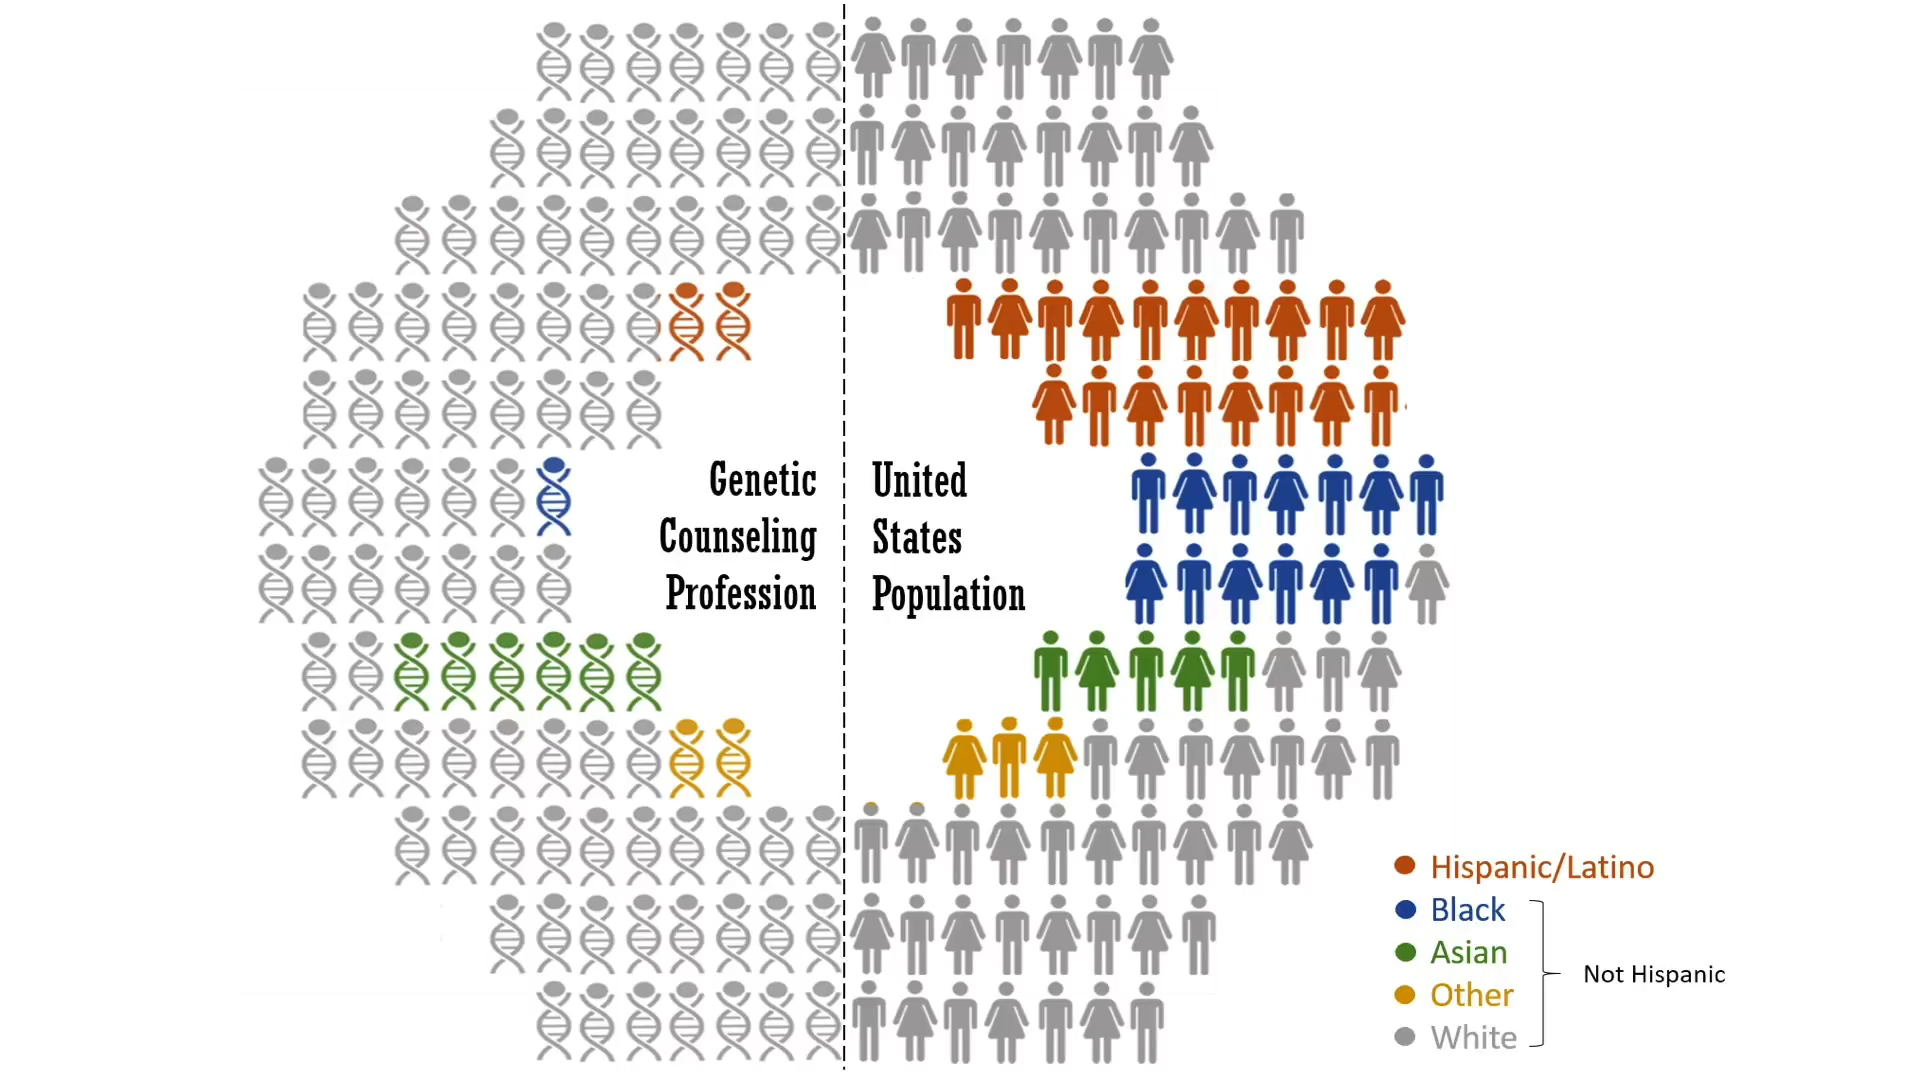 Genetic
Counseling
Profession
United
States
Population
Hispanic/Latino
Black
Asian
Other
White
Not Hispanic